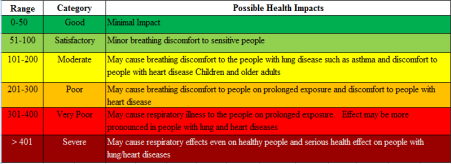 Range Category Possible Health Impacts
0-50 Good Minimal Impact
51-100 Satisfactory Minor breathing discomfort to sensitive people
101-200 Moderate May cause breathing discomfort to the people with lung disease such as asthma and discomfort to
people with heart disease Children and older adults
201-300 Poor May cause breathing discomfort to people on prolonged exposure and discomfort to people with
heart disease
301-400 Very Poor May cause respiratory illness to the people on prolonged exposure. Effect may be more
pronounced in people with lung and heart diseases
> 401 Severe May cause respiratory effects even on healthy people and serious health effect on people with
lung/heart diseases